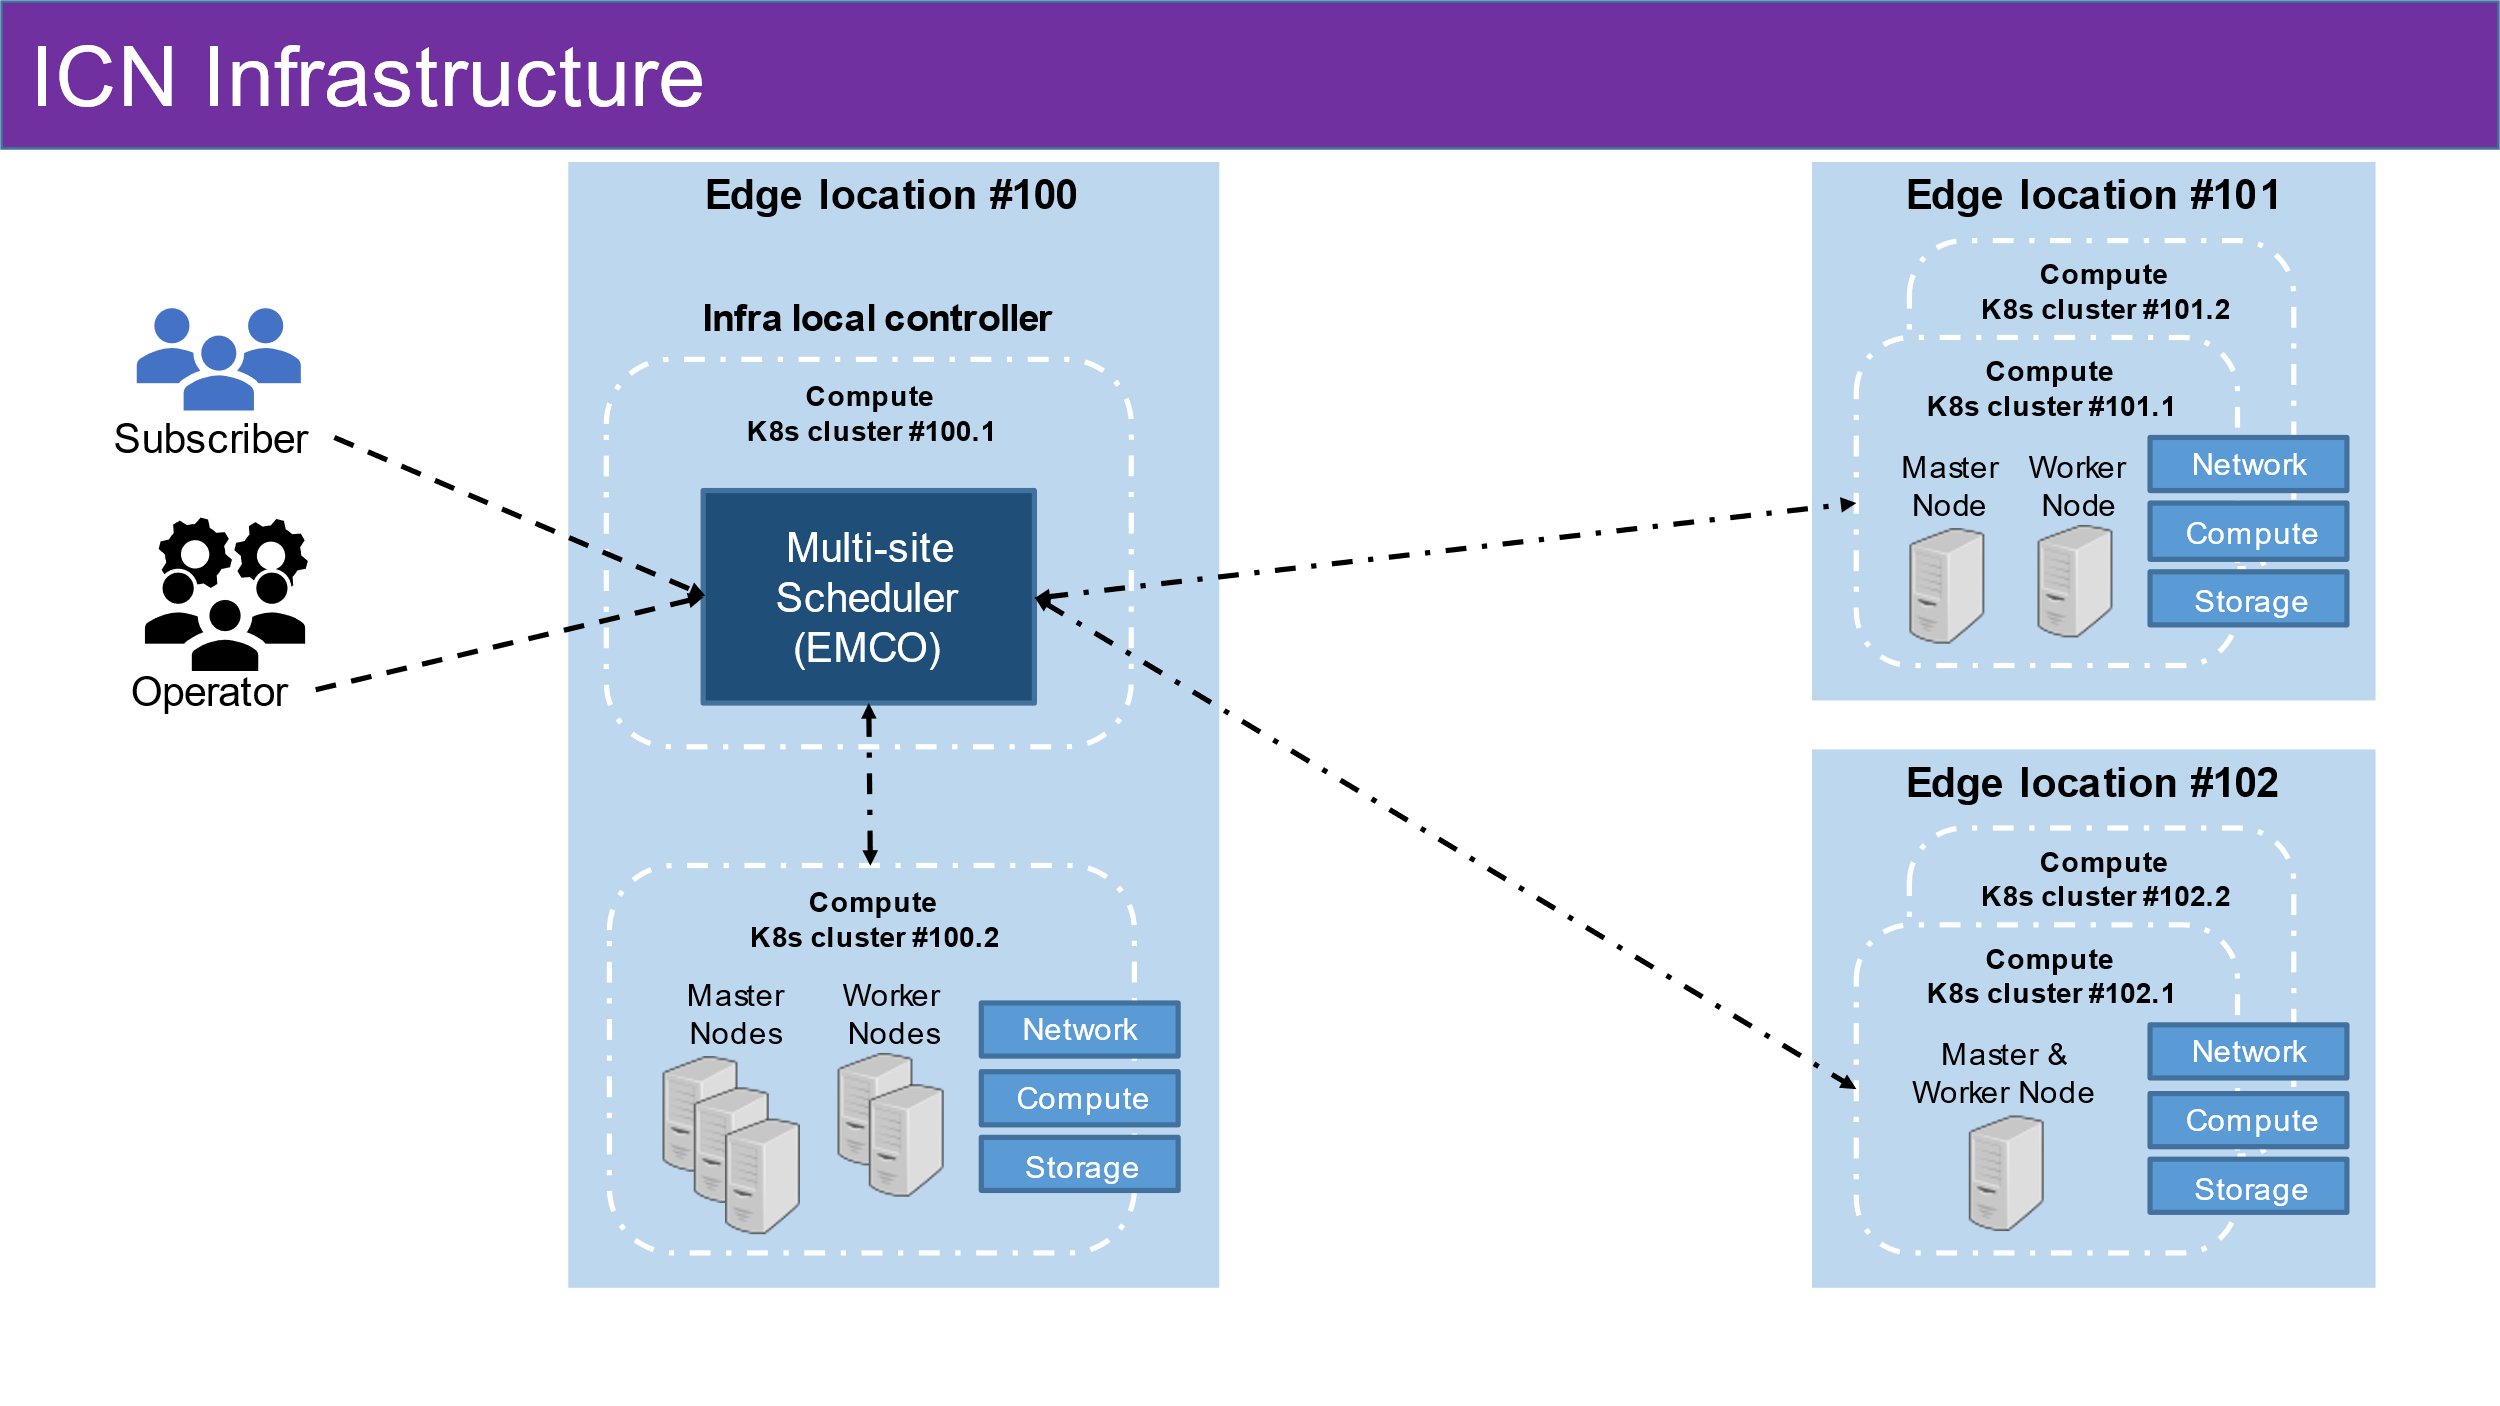 ICN Infrastructure
Subscriber
Operator
Edge location #100
Infra local controller
Compute
K8s cluster #100.1
Multi-site
Scheduler
(EMCO)
Compute
K8s cluster #100.2
Master
Nodes
Worker
Nodes
Network
Compute
Storage
Edge location #101
Compute
K8s cluster #101.2
Compute
K8s cluster #101.1
Master
Node
Worker
Node
Network
Compute
Storage
Edge location #102
Compute
K8s cluster #102.2
Compute
K8s cluster #102.1
Master &
Worker Node
Network
Compute
Storage